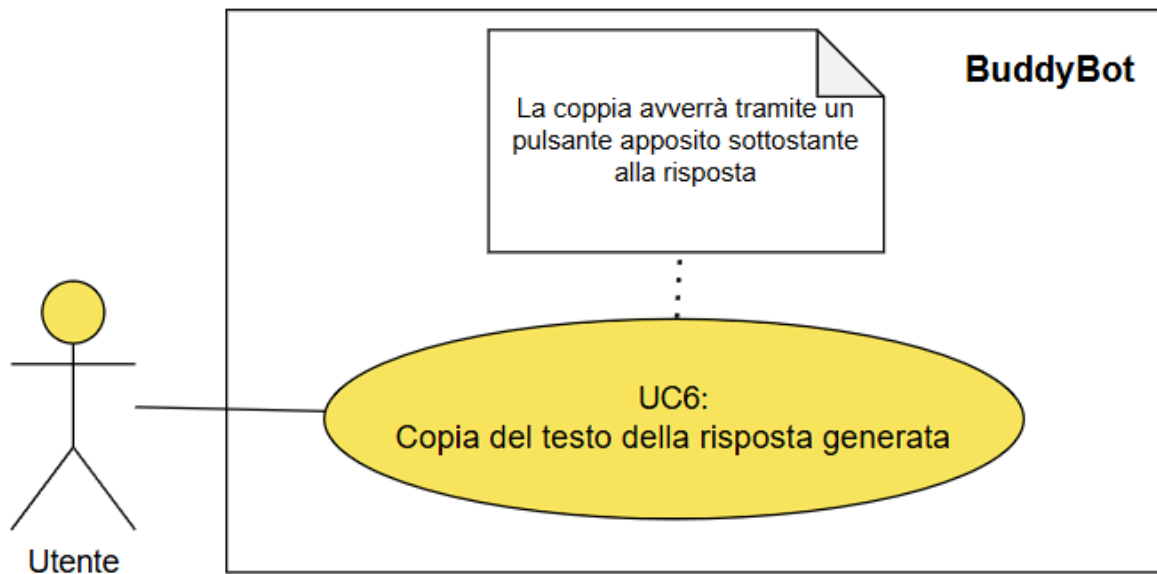 BuddyBot
La coppia avverrà tramite un
pulsante apposito sottostante
alla risposta
UC6:
Copia del testo della risposta generata
Utente